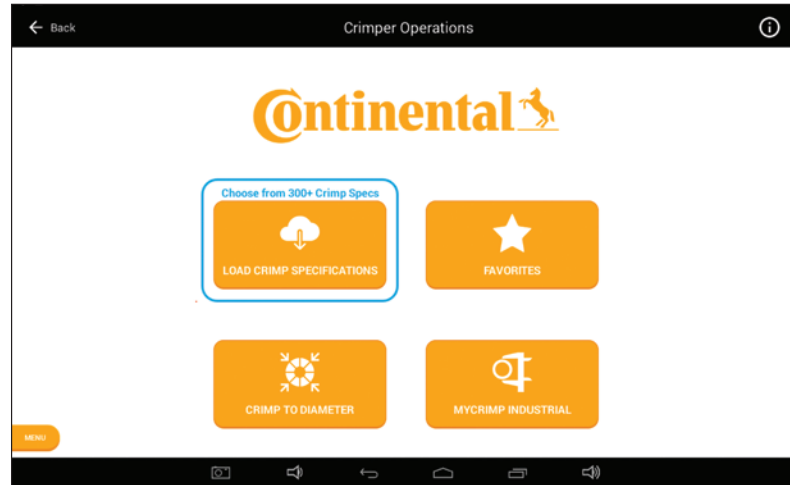 Back
Crimper Operations
Continental
Choose from 300+ Crimp Specs
LOAD CRIMP SPECIFICATIONS
FAVORITES
CRIMP TO DIAMETER
MYCRIMP INDUSTRIAL
MENU